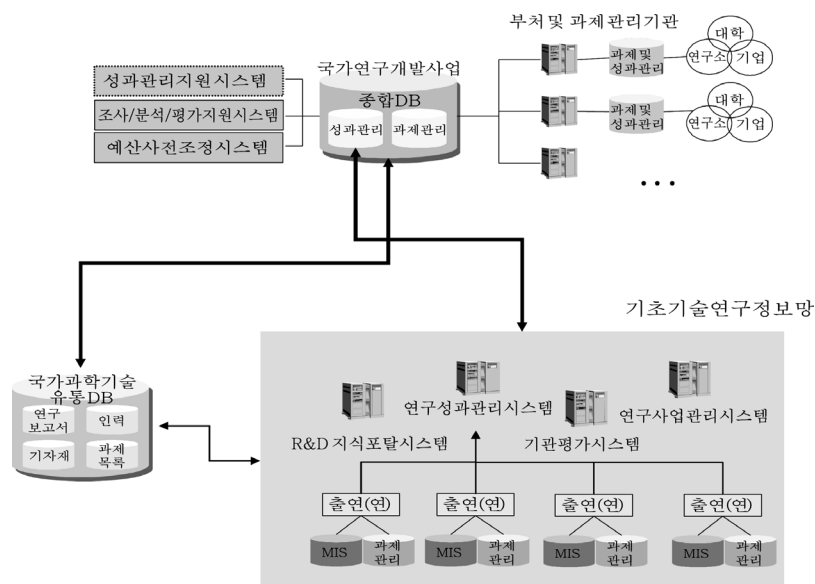 부처 및 과제관리기관
성과관리지원시스템
조사/분석/평가지원시스템
예산사전조정시스템
국가연구개발사업
종합DB
성과관리
과제관리
과제및
성과관리
대학
연구소
기업
과제및
성과관리
대학
연구소
기업
...
기초기술연구정보망
국가과학기술
유통DB
연구
보고서
인력
기자재
과제
목록
R&D 지식포탈시스템
연구성과관리시스템
기관평가시스템
연구사업관리시스템
출연(연)
출연(연)
출연(연)
출연(연)
MIS
과제
관리
MIS
과제
관리
MIS
과제
관리
MIS
과제
관리